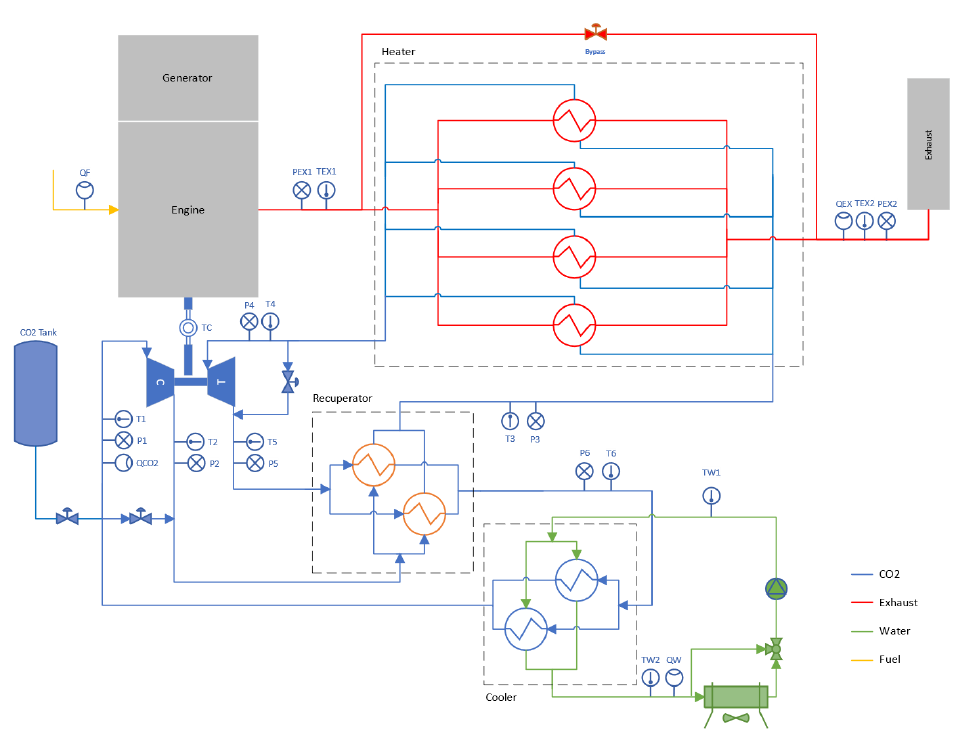 Bypass
Heater
Generator
Exhaust
QF
PEX1
TEX1
Engine
QEX
TEX2
PEX2
P4
T4
TC
CO2 Tank
C
T
Recuperator
T1
P1
QCO2
T2
P2
T5
P5
T3
P3
P6
T6
TW1
CO2
Exhaust
Water
Fuel
TW2
QW
Cooler